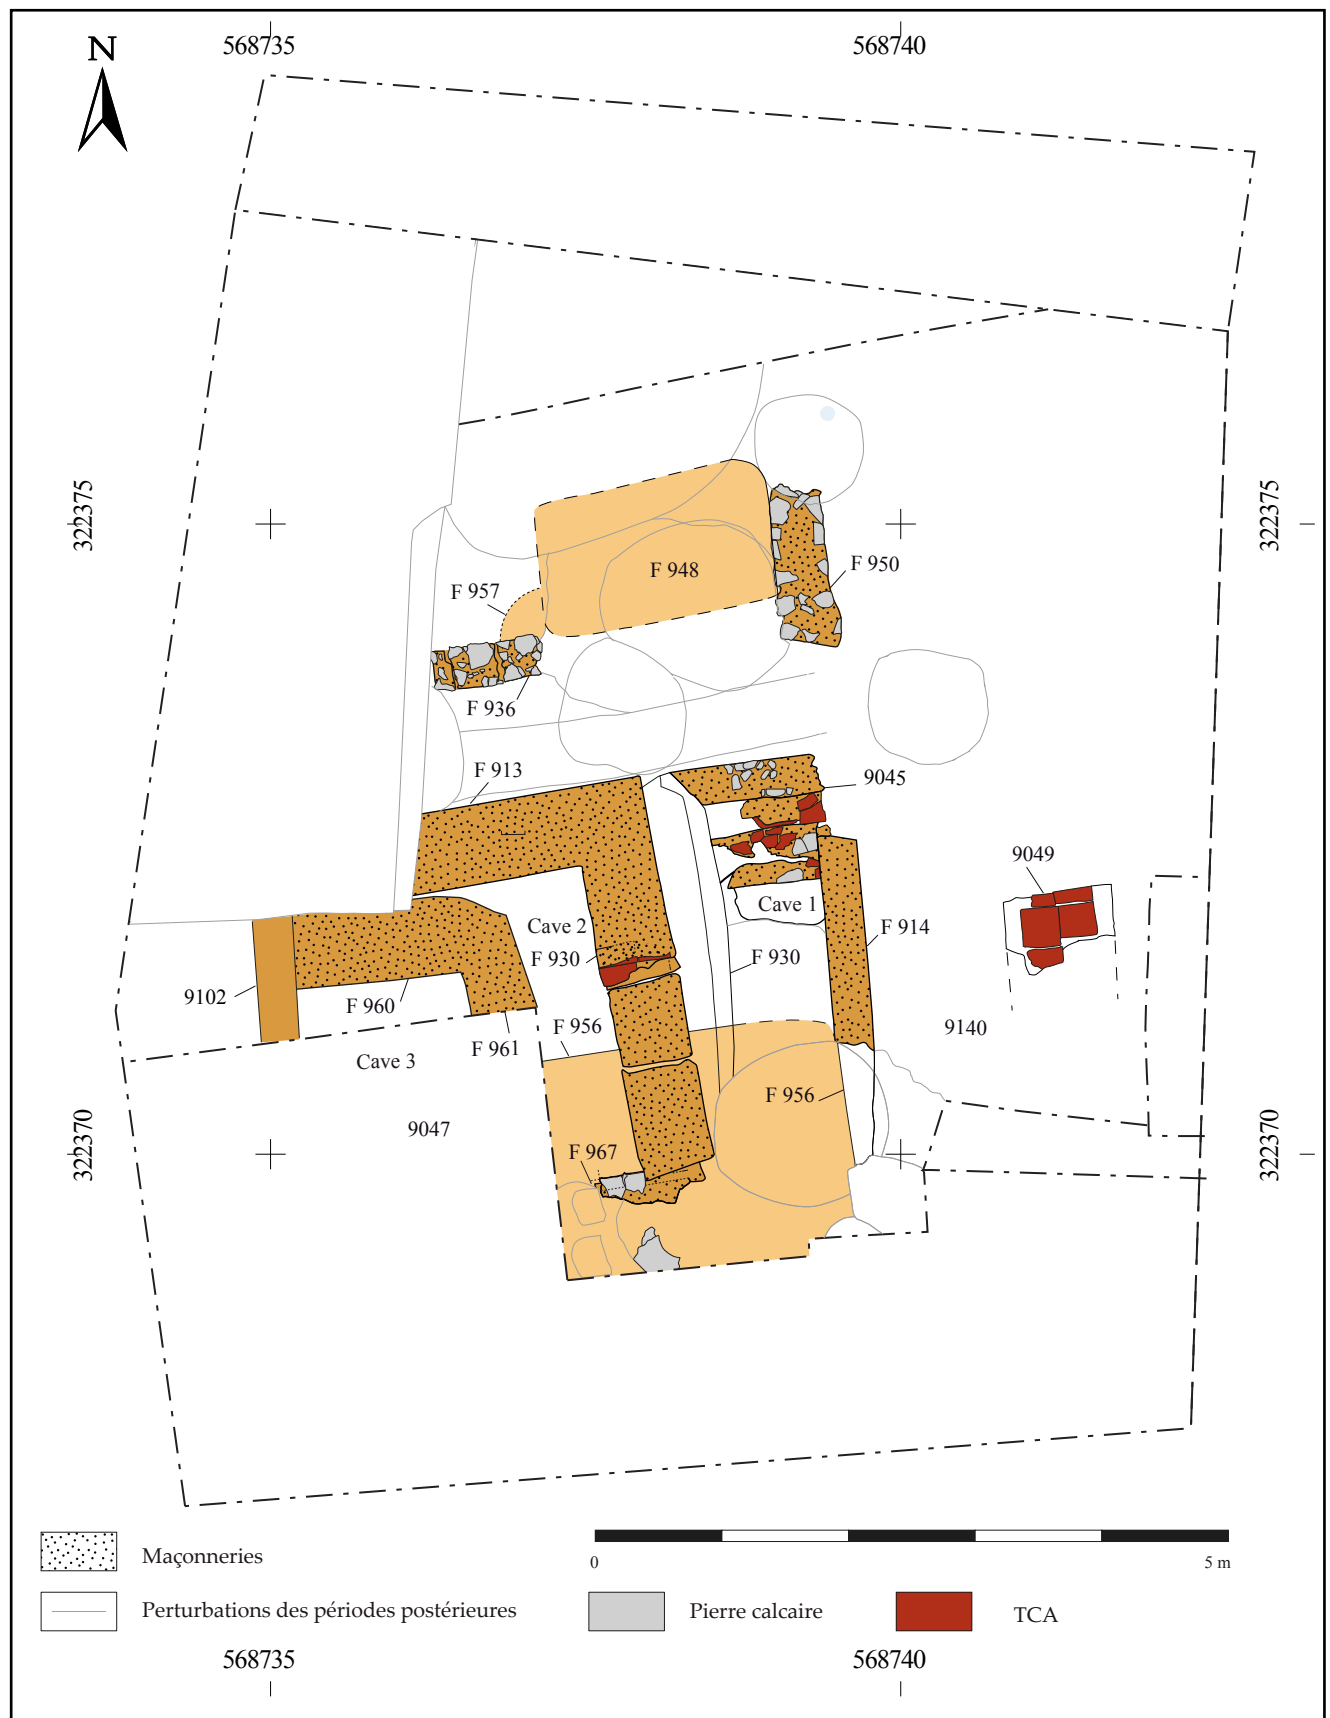 568735
568740
N
322375
322375
F 948
F 950
F 957
F 936
F 913
9045
9049
Cave 1
Cave 2
F 914
F 930
F 930
9102
F 960
F 956
9140
F 961
Cave 3
F 956
9047
322370
322370
F 967
Maçonneries
0
5 m
Perturbations des périodes postérieures
Pierre calcaire
TCA
568735
568740